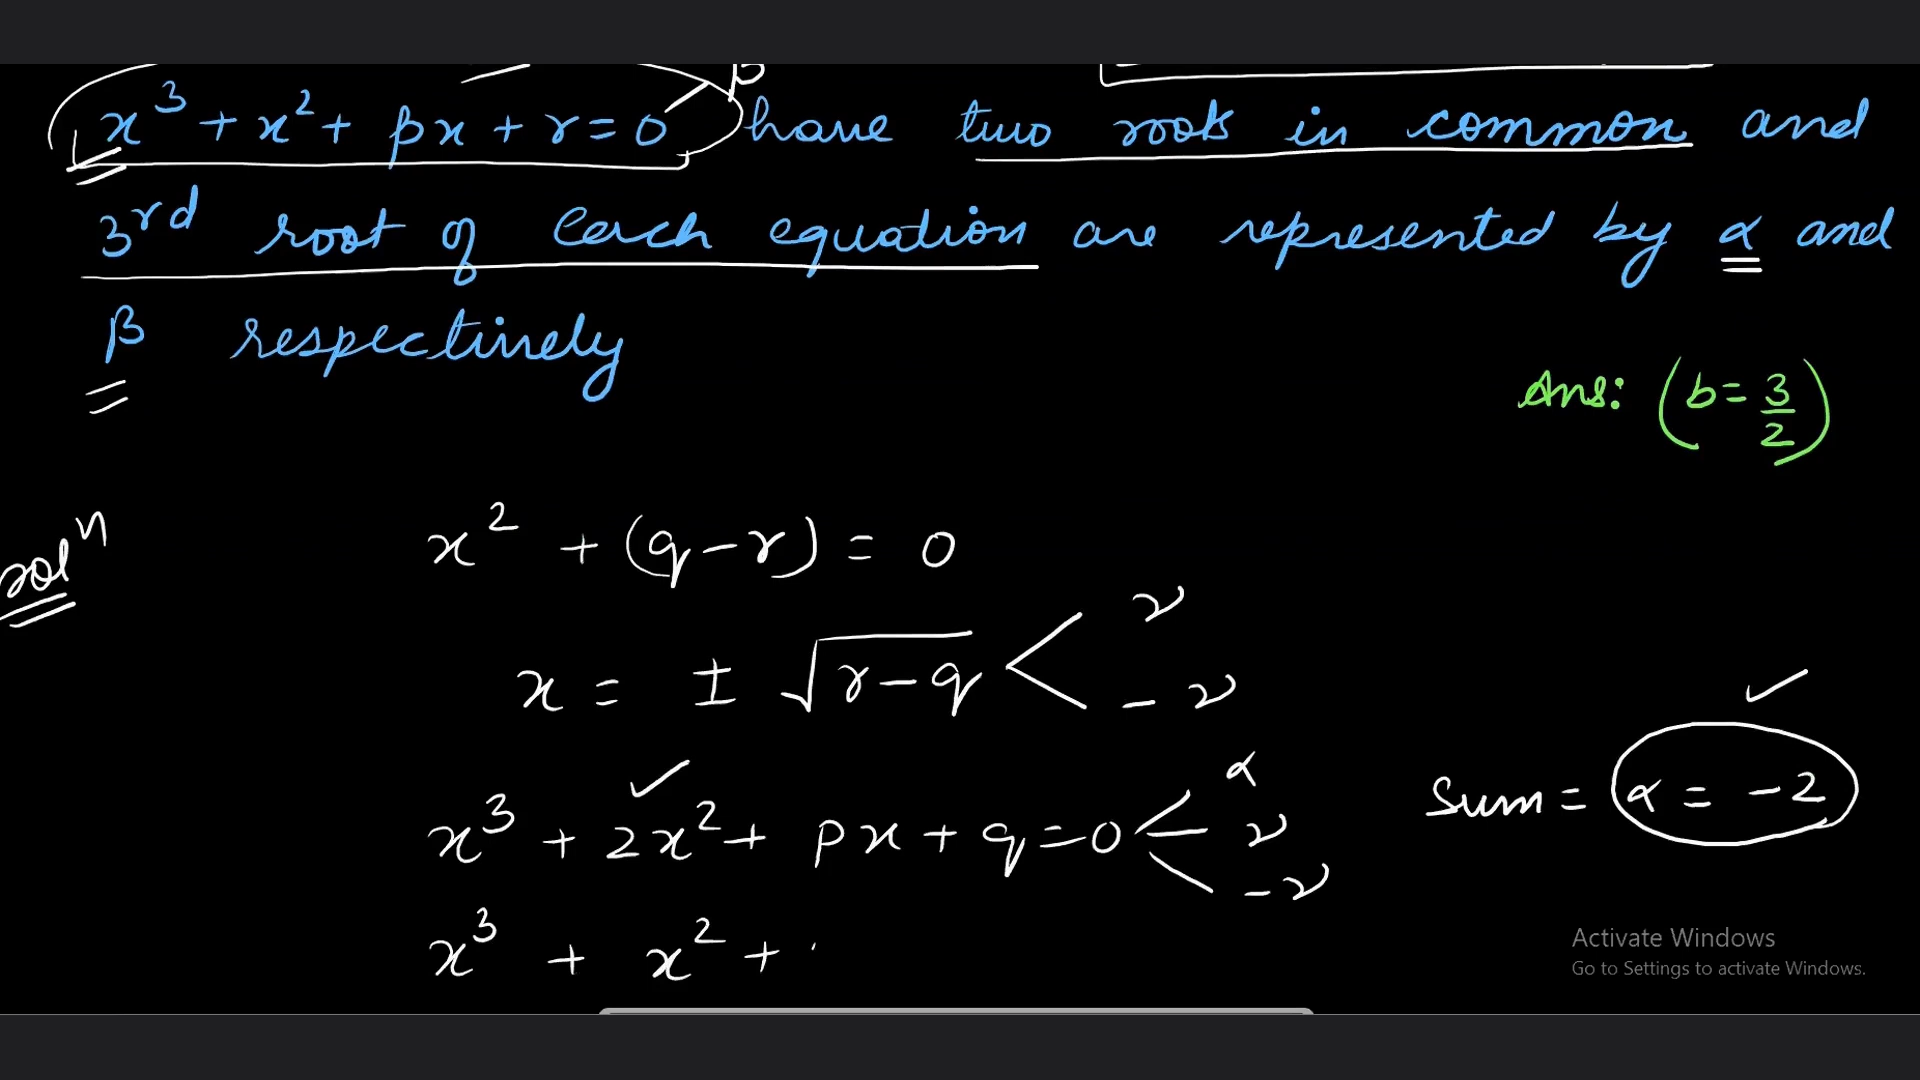 β
x³ + x² + px + r = 0 have two roots in common and
3rd root of each equation are represented by α and
β respectively
Ans: (b = 3/2)
solⁿ
x² + (q - r) = 0
x = ± √(r - q) < ν
- ν
x³ + 2x² + px + q = 0 < α
ν
- ν
Sum = α = -2
x³ + x² +
Activate Windows
Go to Settings to activate Windows.